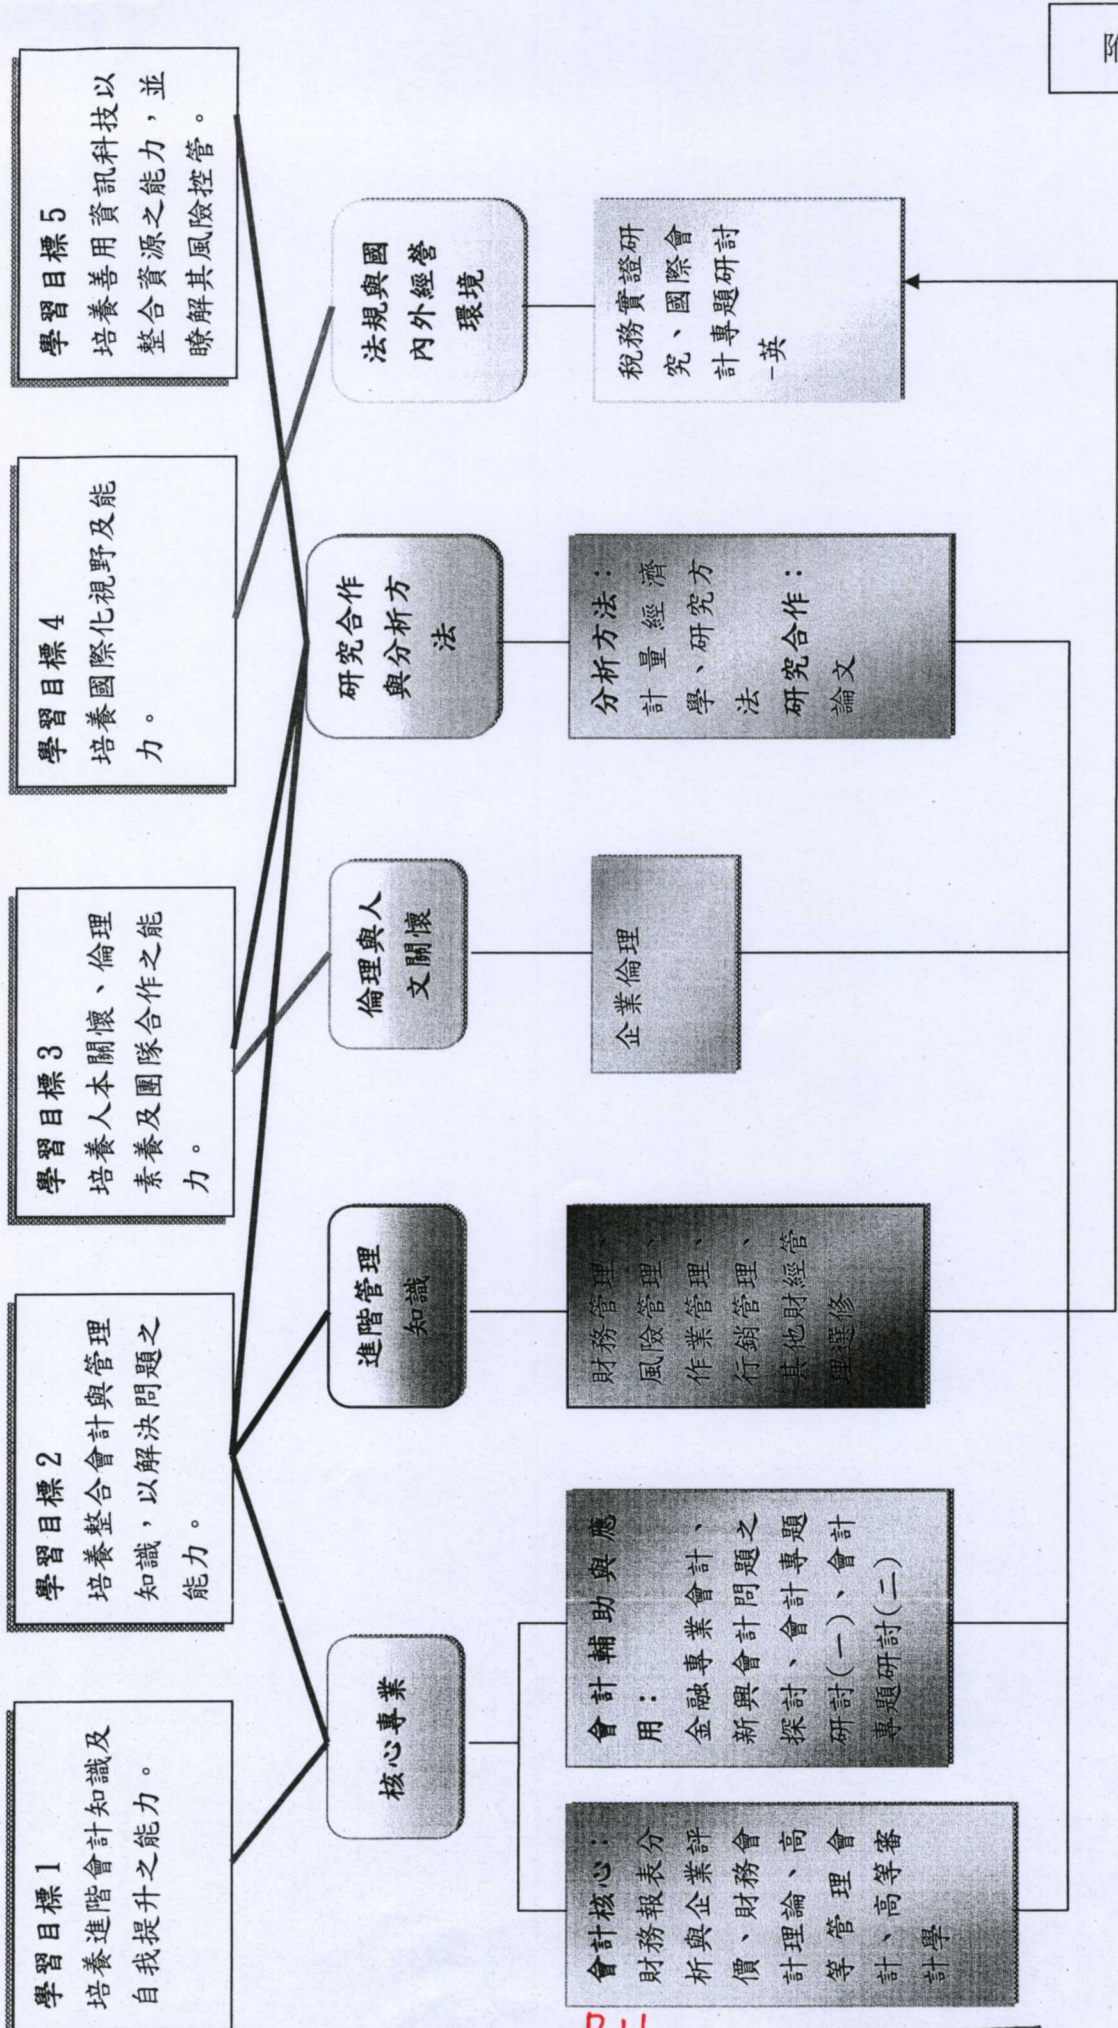 學習目標 1
培養進階會計知識及
自我提升之能力。
學習目標 2
培養整合會計與管理
知識，以解決問題之
能力。
學習目標 3
培養人本關懷、倫理
素養及團隊合作之能
力。
學習目標 4
培養國際化視野及能
力。
學習目標 5
培養善用資訊科技以
整合資源之能力，並
瞭解其風險控管。
核心專業
進階管理
知識
倫理與人
文關懷
研究合作
與分析方
法
法規與國
內外經營
環境
會計核心：
財務報表分
析與企業評
價、財務會
計理論、高
等管理會
計、高等審
計學
會計輔助與應
用：
金融專業會計、
新興會計問題之
探討、會計專題
研討(一)、會計
專題研討(二)
財務管理、
風險管理、
作業管理、
行銷管理、
其他財經管
理選修
企業倫理
分析方法：
計量經濟
學、研究方
法
研究合作：
論文
稅務實證研
究、國際會
計專題研討
-英